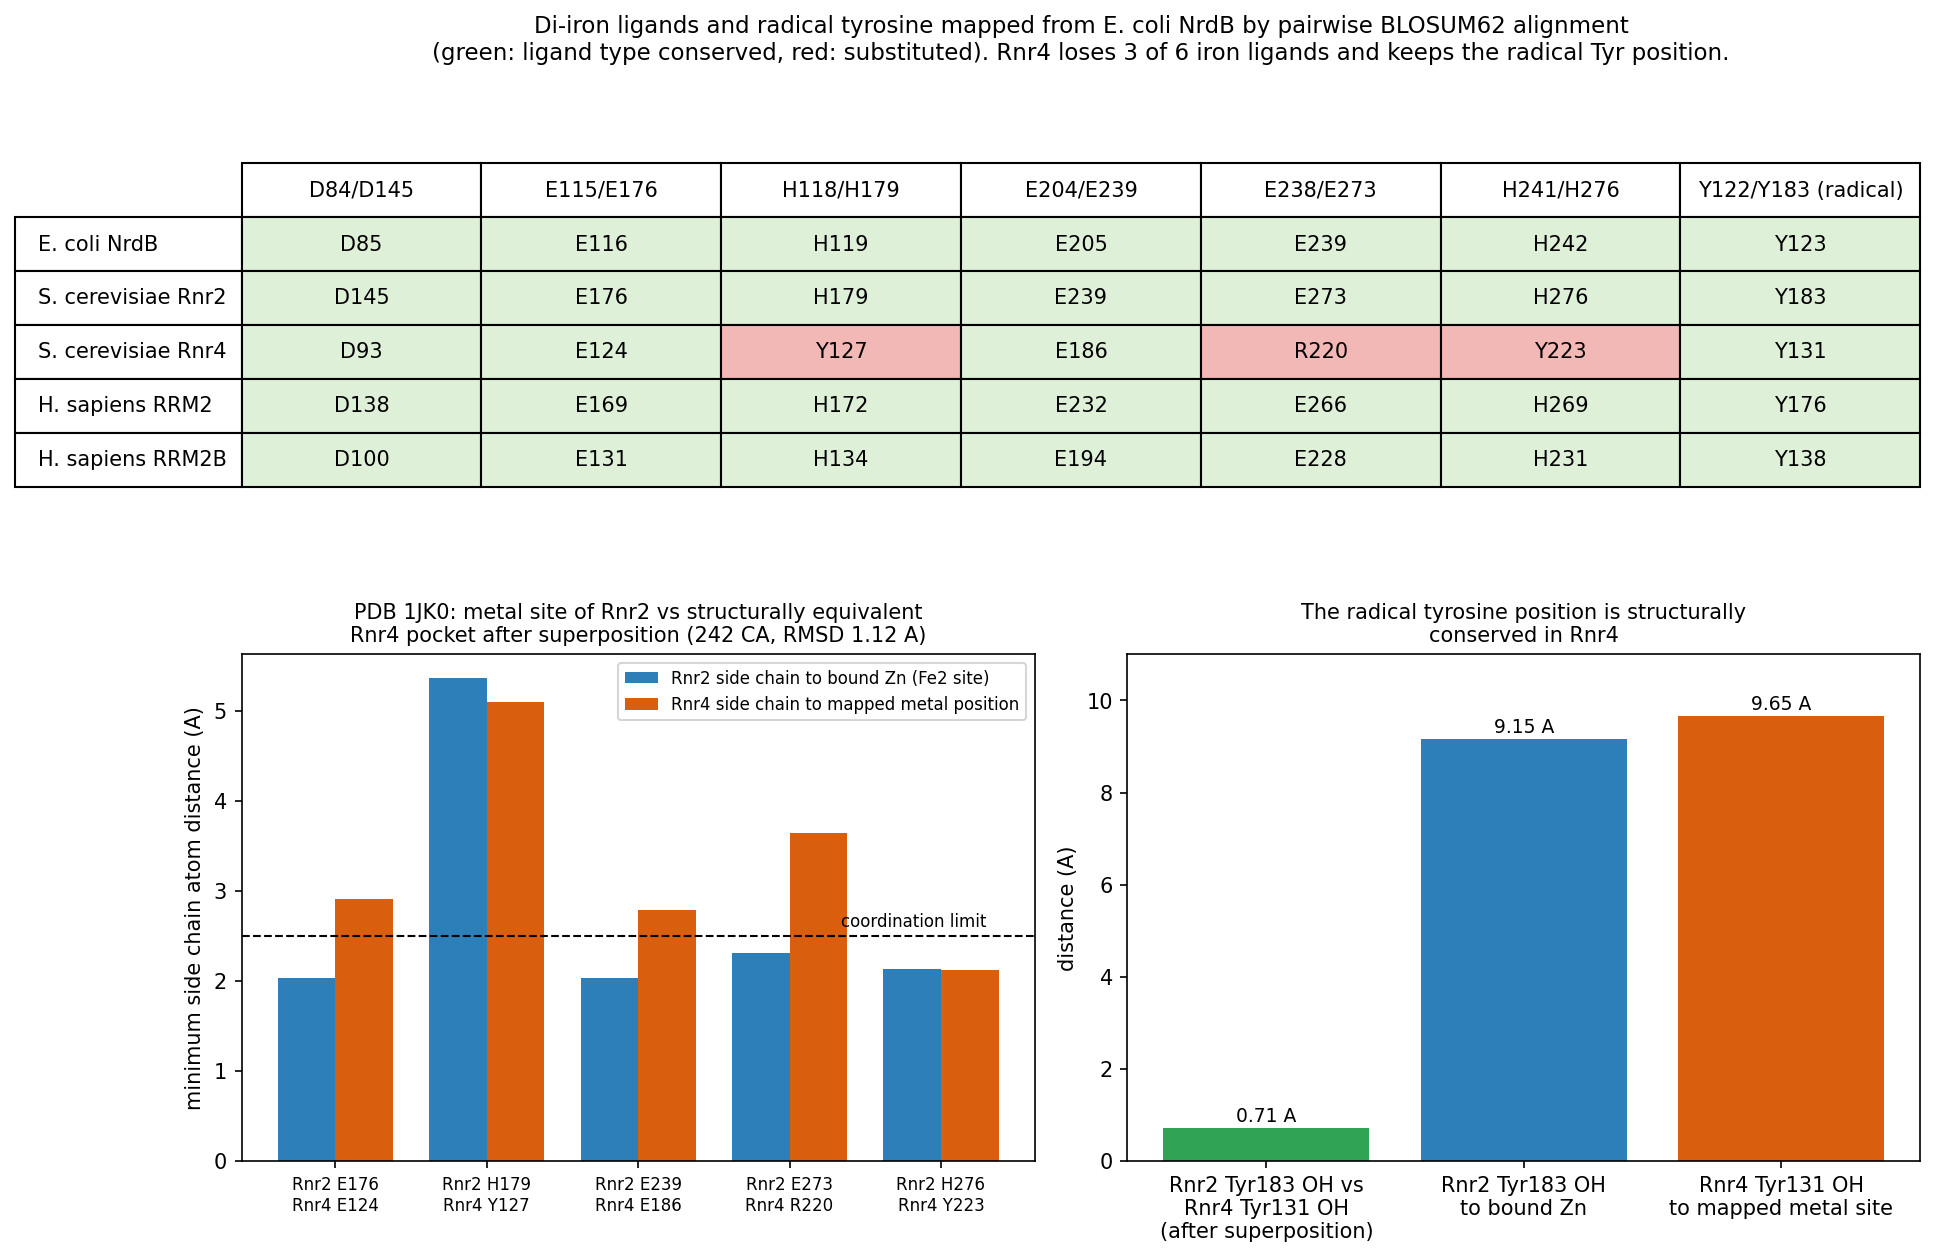 Di-iron ligands and radical tyrosine mapped from E. coli NrdB by pairwise BLOSUM62 alignment
(green: ligand type conserved, red: substituted). Rnr4 loses 3 of 6 iron ligands and keeps the radical Tyr position.
D84/D145 E115/E176 H118/H179 E204/E239 E238/E273 H241/H276 Y122/Y183 (radical)
E. coli NrdB D85 E116 H119 E205 E239 H242 Y123
S. cerevisiae Rnr2 D145 E176 H179 E239 E273 H276 Y183
S. cerevisiae Rnr4 D93 E124 Y127 E186 R220 Y223 Y131
H. sapiens RRM2 D138 E169 H172 E232 E266 H269 Y176
H. sapiens RRM2B D100 E131 H134 E194 E228 H231 Y138
PDB 1JK0: metal site of Rnr2 vs structurally equivalent
Rnr4 pocket after superposition (242 CA, RMSD 1.12 A)
minimum side chain atom distance (A)
5
4
3
2
1
0
Rnr2 side chain to bound Zn (Fe2 site)
Rnr4 side chain to mapped metal position
coordination limit
Rnr2 E176
Rnr4 E124
Rnr2 H179
Rnr4 Y127
Rnr2 E239
Rnr4 E186
Rnr2 E273
Rnr4 R220
Rnr2 H276
Rnr4 Y223
The radical tyrosine position is structurally
conserved in Rnr4
distance (A)
10
8
6
4
2
0
0.71 A
9.15 A
9.65 A
Rnr2 Tyr183 OH vs
Rnr4 Tyr131 OH
(after superposition)
Rnr2 Tyr183 OH
to bound Zn
Rnr4 Tyr131 OH
to mapped metal site